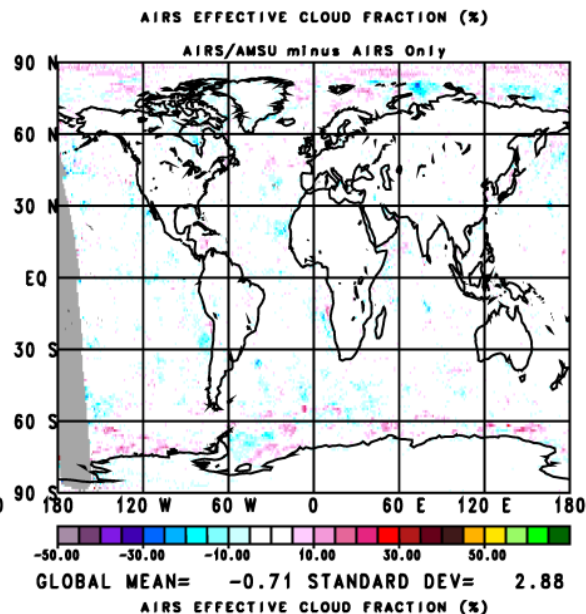 AIRS EFFECTIVE CLOUD FRACTION (%)
AIRS/AMSU minus AIRS Only
90 N
60 N
30 N
EQ
30 S
60 S
90 S
0 180 120 W 60 W 0 60 E 120 E 180
-50.00 -30.00 -10.00 10.00 30.00 50.00
GLOBAL MEAN= -0.71 STANDARD DEV= 2.88
AIRS EFFECTIVE CLOUD FRACTION (%)